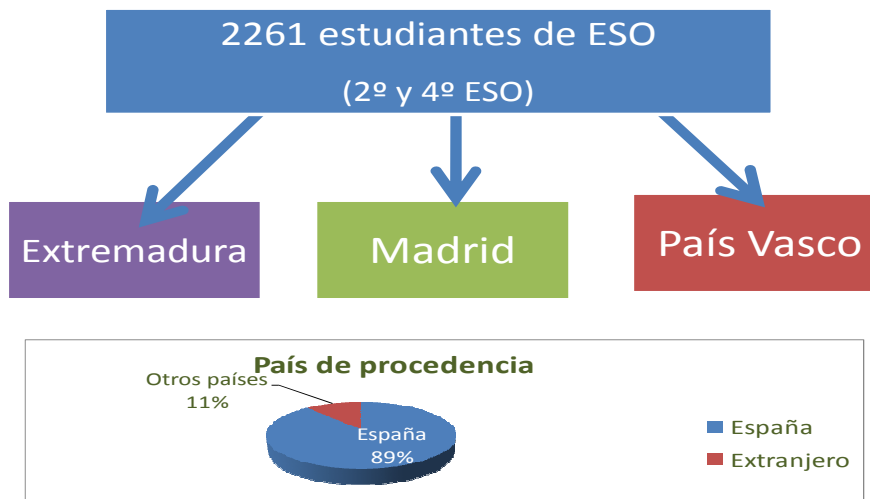 2261 estudiantes de ESO
(2º y 4º ESO)
Extremadura
Madrid
País Vasco
País de procedencia
Otros países
11%
España
89%
España
Extranjero